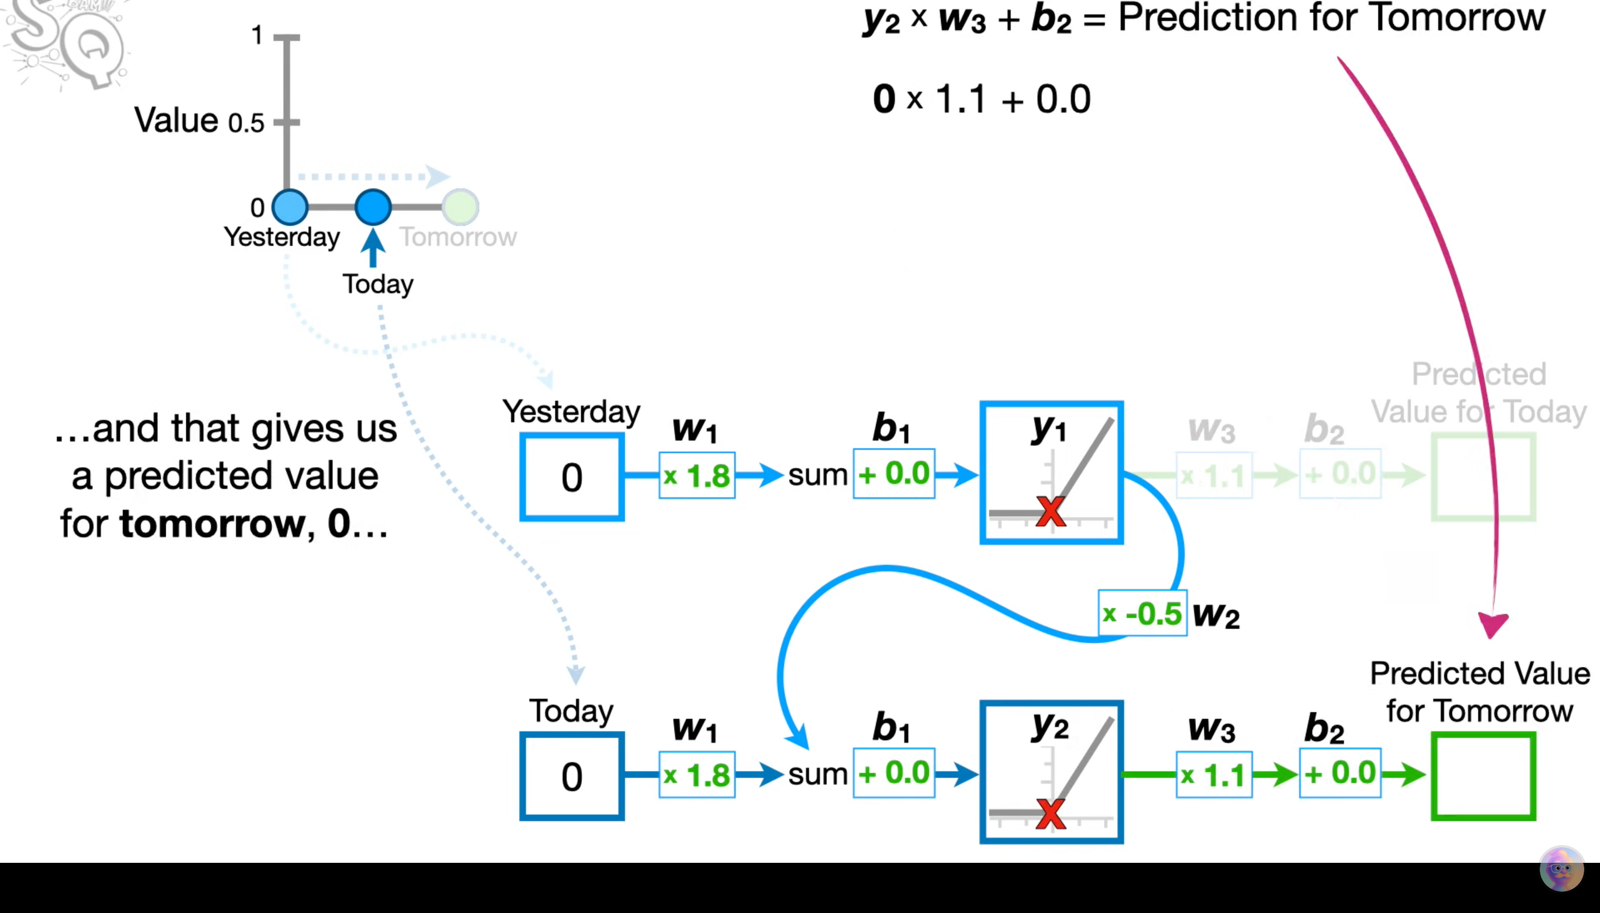 y₂ x w₃ + b₂ = Prediction for Tomorrow
0 x 1.1 + 0.0
SQ
1
Value 0.5
0
Yesterday
Tomorrow
Today
...and that gives us
a predicted value
for tomorrow, 0...
Yesterday
0
w₁
x 1.8
sum
b₁
+ 0.0
y₁
X
w₃
x 1.1
b₂
+ 0.0
Predicted
Value for Today
x -0.5 w₂
Today
0
w₁
x 1.8
sum
b₁
+ 0.0
y₂
X
w₃
x 1.1
b₂
+ 0.0
Predicted Value
for Tomorrow